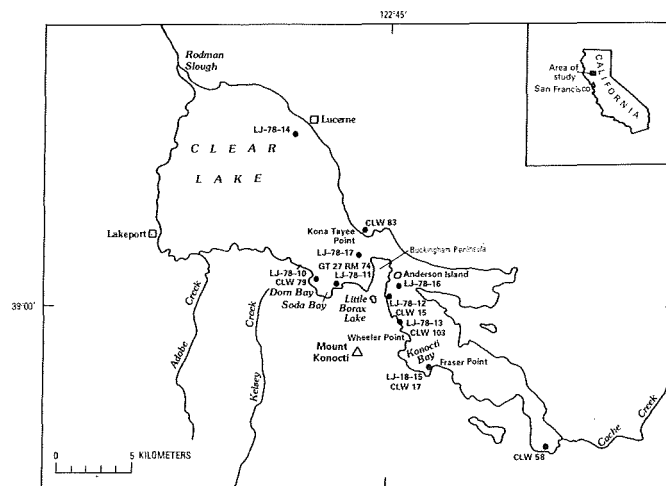 122°45'
Rodman
Slough
Lucerne
LJ-78-14
CLEAR
LAKE
Area of
study
San Francisco
CALIFORNIA
CLW 83
Kona Tayee
Point
Buckingham Peninsula
Lakeport
LJ-78-17
GT 27 RM 74
LJ-78-10
CLW 79
LJ-78-11
Anderson Island
LJ-78-16
Dorn Bay
Soda Bay
39°00'
Little
Borax
Lake
LJ-78-12
CLW 15
LJ-78-13
CLW 103
Wheeler Point
Mount
Konocti
Konocti
Bay
Fraser Point
Adobe
Creek
Kelsey
Creek
LJ-18-15
CLW 17
0 5 KILOMETERS
CLW 58
Cache
Creek